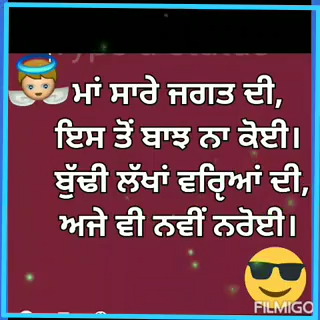 ਮਾਂ ਸਾਰੇ ਜਗਤ ਦੀ,
ਇਸ ਤੋਂ ਬਾਝ ਨਾ ਕੋਈ।
ਬੁੱਢੀ ਲੱਖਾਂ ਵਰ੍ਹਿਆਂ ਦੀ,
ਅਜੇ ਵੀ ਨਵੀਂ ਨਰੋਈ।
FILMIGO